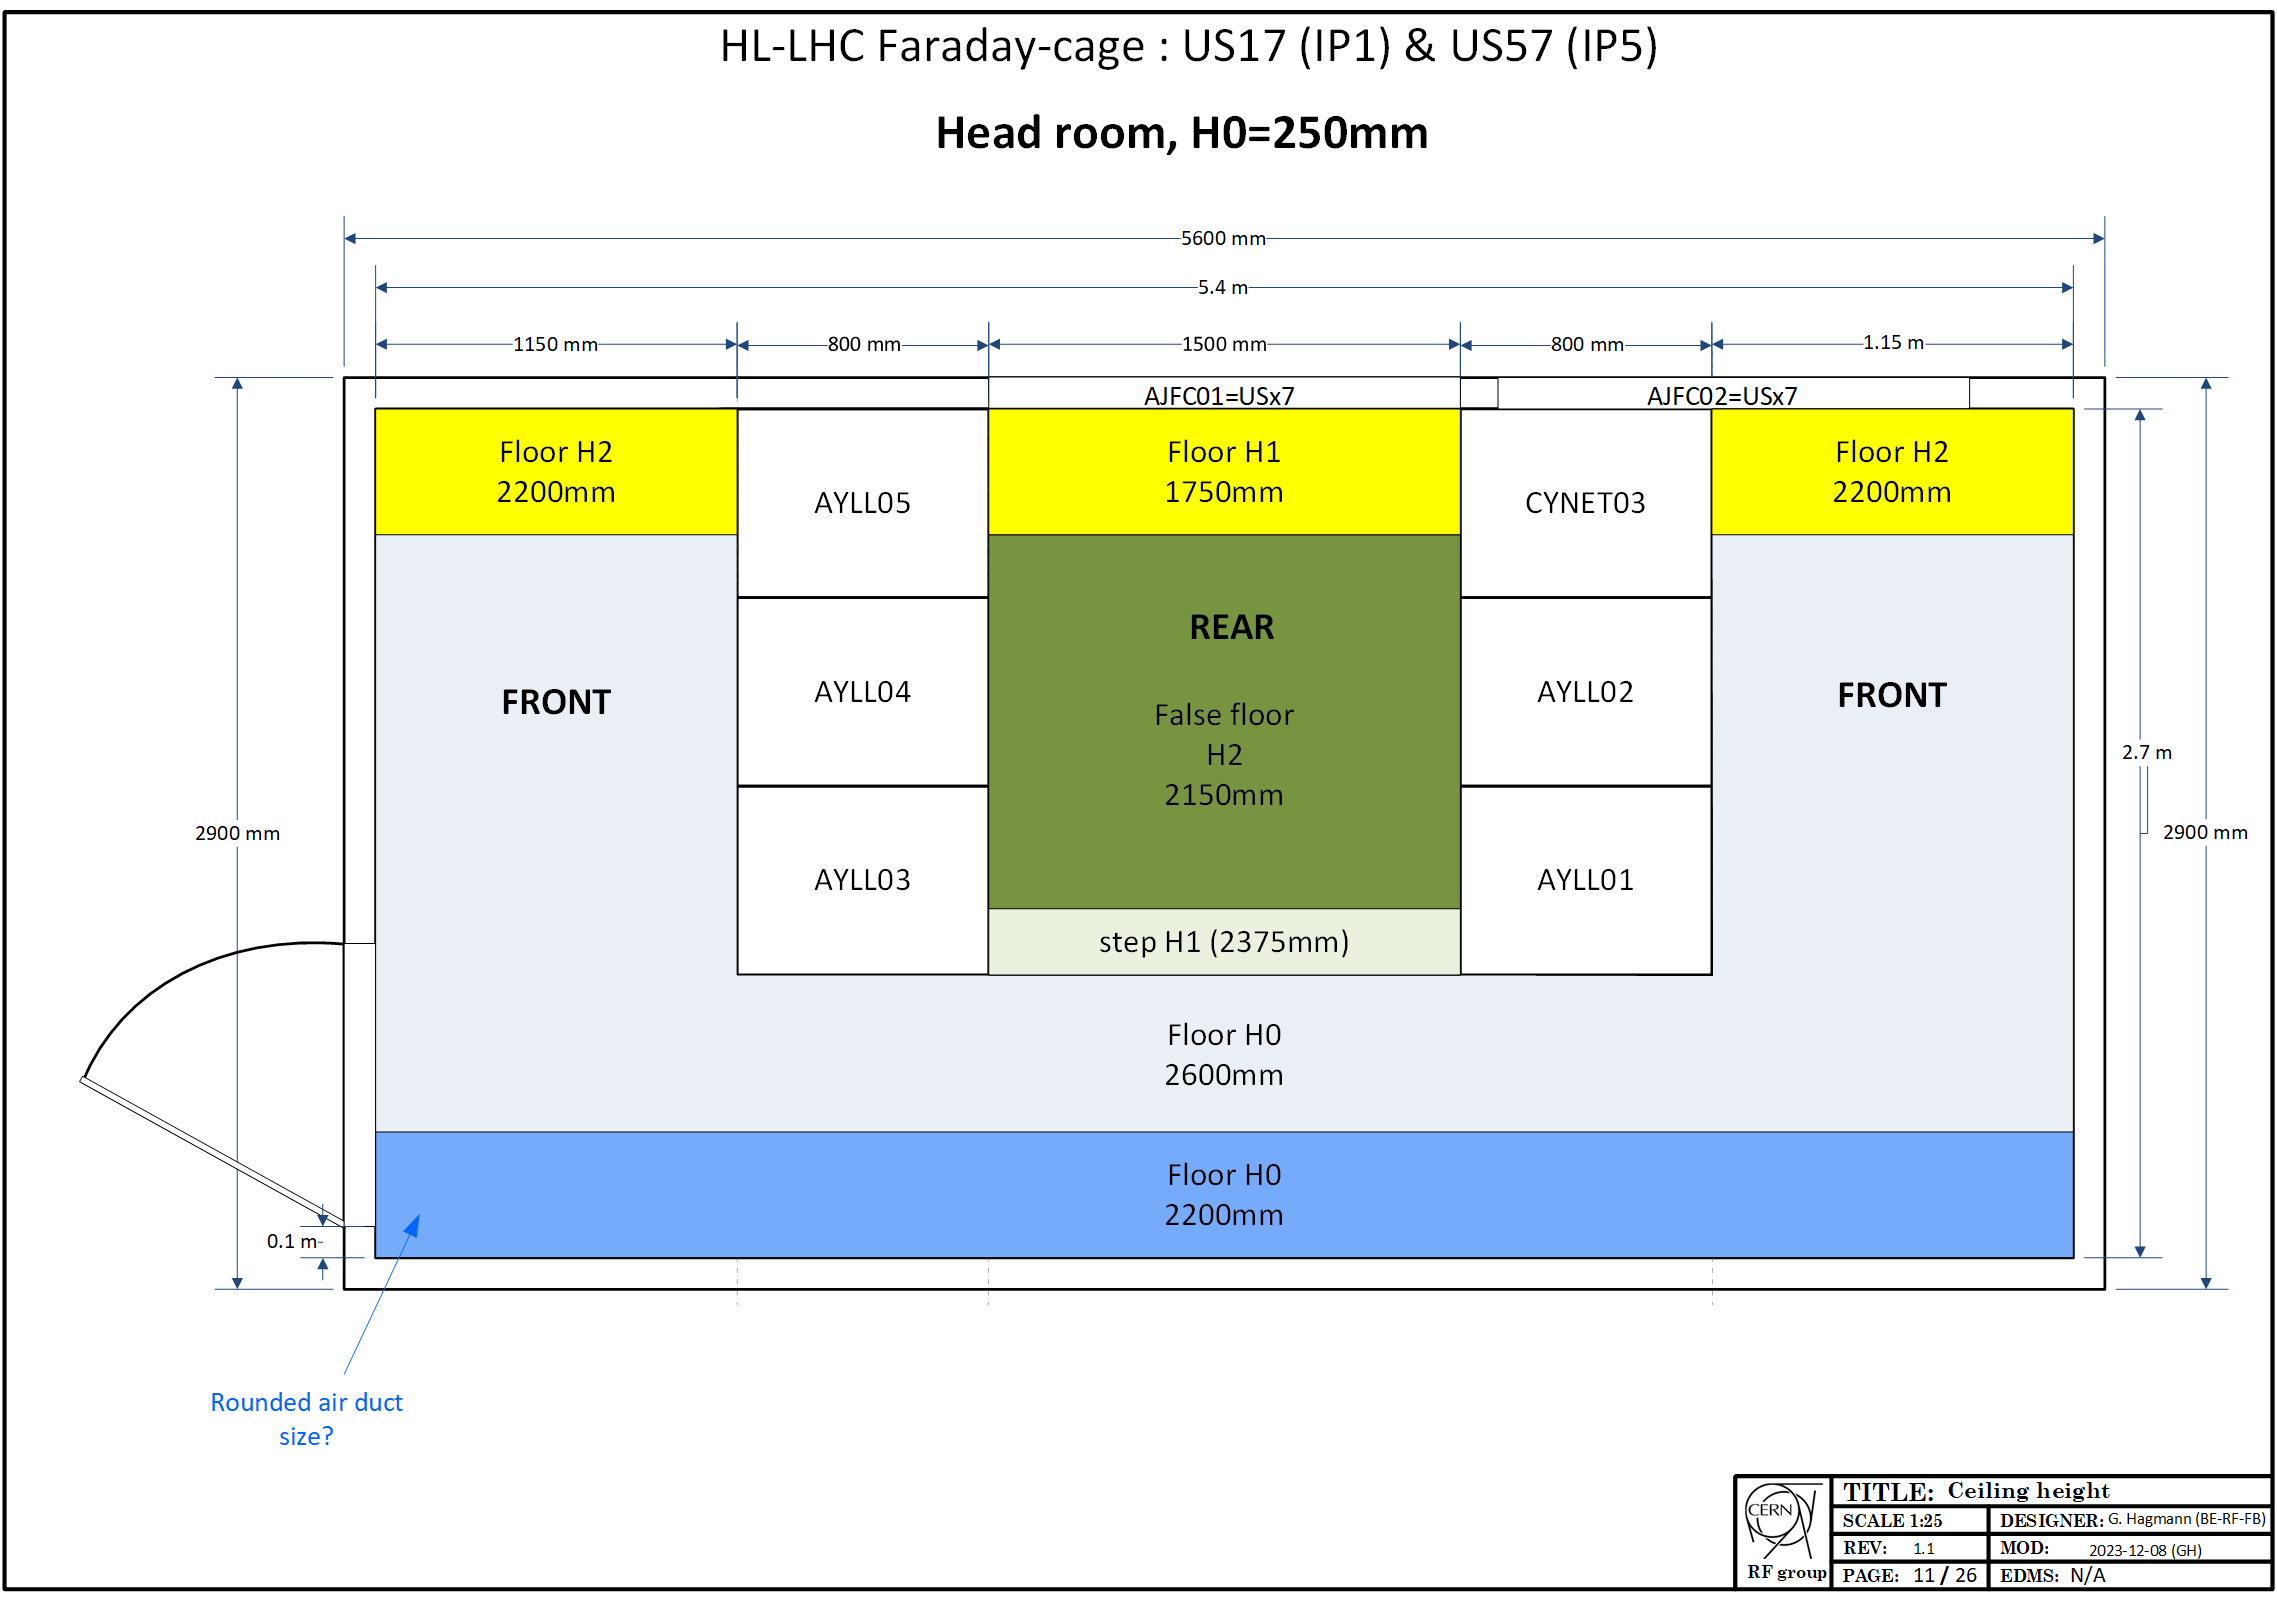 HL-LHC Faraday-cage : US17 (IP1) & US57 (IP5)
Head room, H0=250mm
5600 mm
5.4 m
1150 mm
800 mm
1500 mm
800 mm
1.15 m
AJFC01=USx7
AJFC02=USx7
Floor H2
2200mm
AYLL05
Floor H1
1750mm
CYNET03
Floor H2
2200mm
REAR
FRONT
AYLL04
False floor
H2
2150mm
AYLL02
FRONT
2.7 m
2900 mm
2900 mm
AYLL03
AYLL01
step H1 (2375mm)
Floor H0
2600mm
Floor H0
2200mm
0.1 m
Rounded air duct
size?
CERN
RF group
TITLE: Ceiling height
SCALE 1:25
DESIGNER: G. Hagmann (BE-RF-FB)
REV: 1.1
MOD: 2023-12-08 (GH)
PAGE: 11 / 26
EDMS: N/A